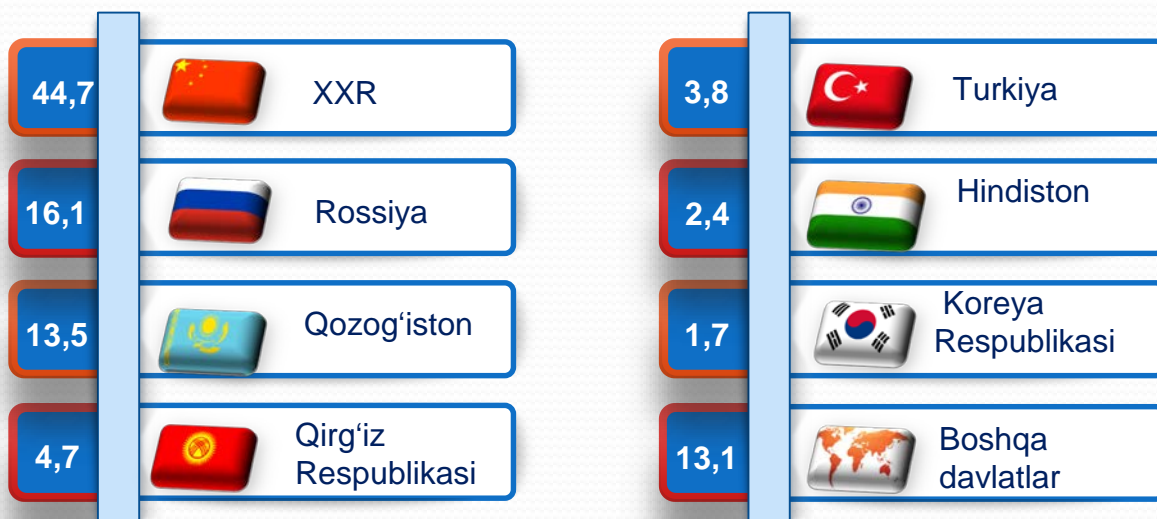 44,7
XXR
16,1
Rossiya
13,5
Qozog‘iston
4,7
Qirg‘iz
Respublikasi
3,8
Turkiya
2,4
Hindiston
1,7
Koreya
Respublikasi
13,1
Boshqa
davlatlar